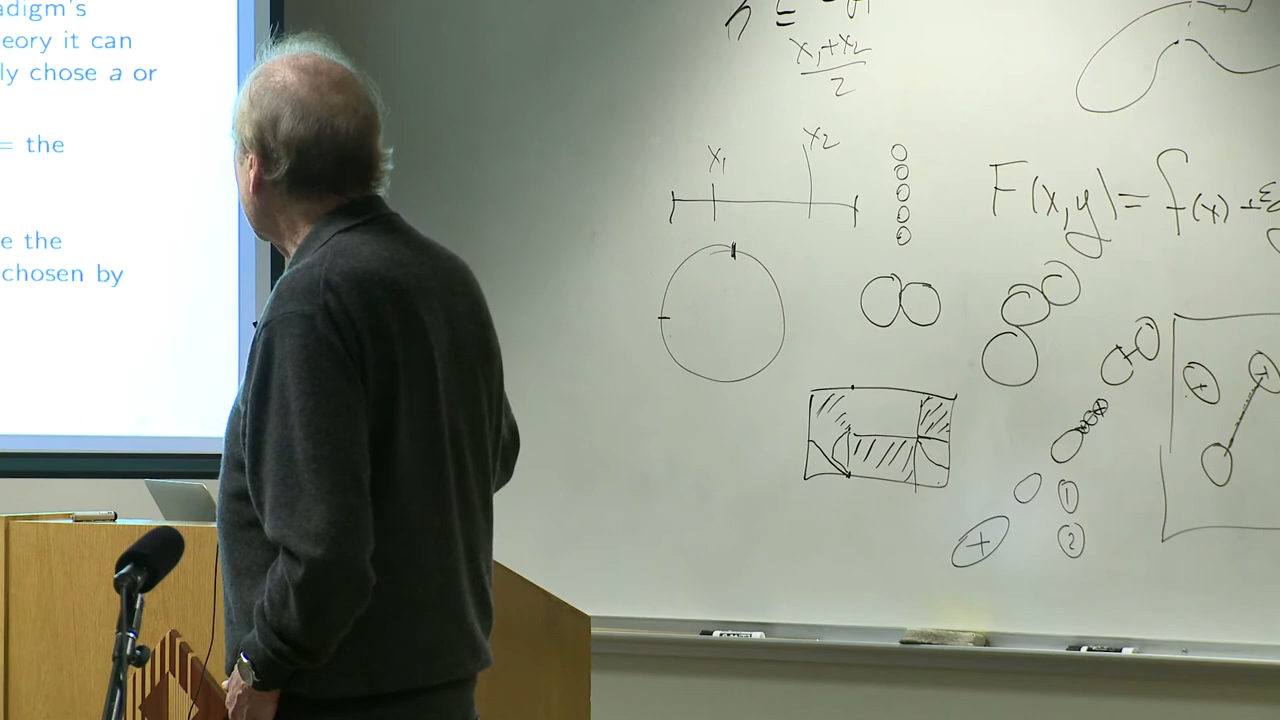 adigm's
eory it can
ly chose a or
= the
e the
chosen by
x₁+x₂
2
x₁
x₂
F(x,y)=f(x)
+
1
2
+